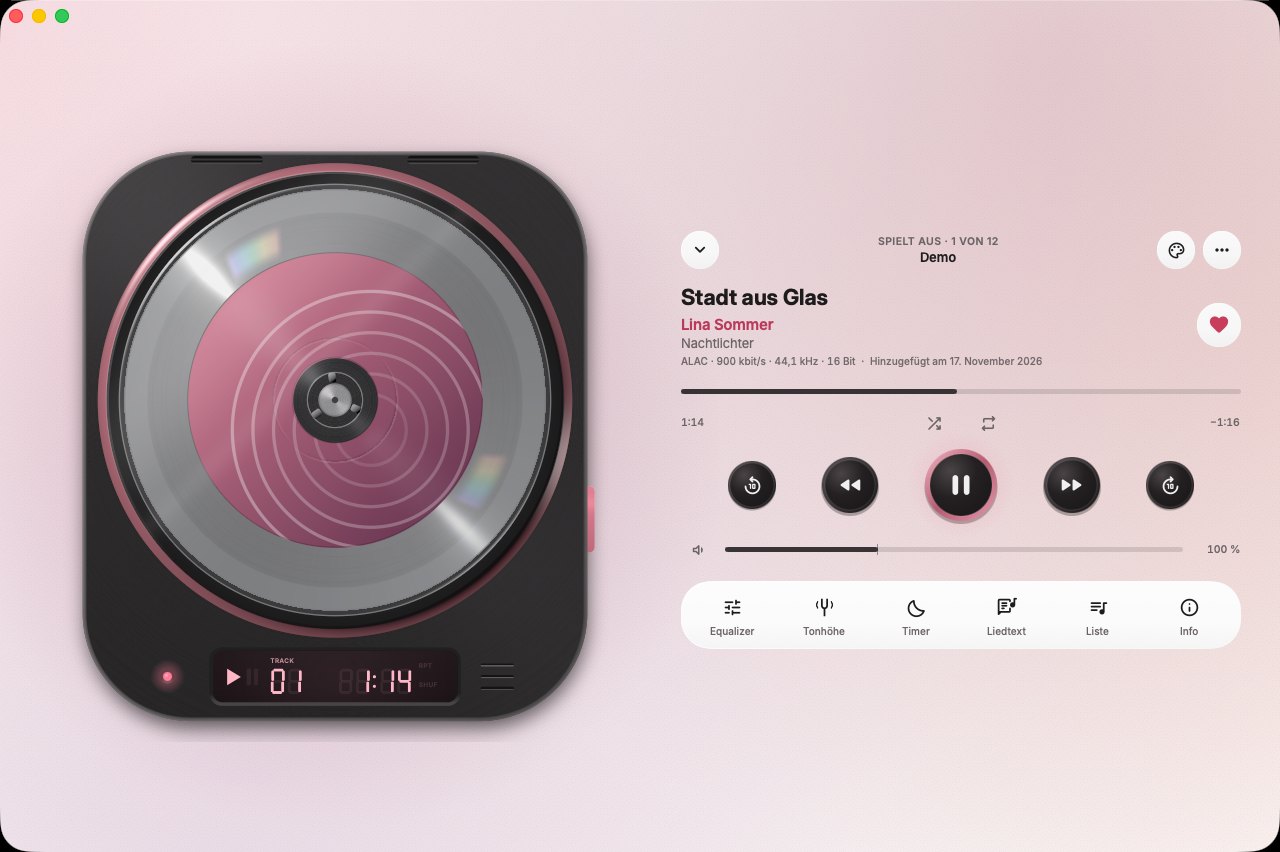 SPIELT AUS · 1 VON 12
Demo
Stadt aus Glas
Lina Sommer
Nachtlichter
ALAC · 900 kbit/s · 44,1 kHz · 16 Bit · Hinzugefügt am 17. November 2026
1:14
−1:16
10
10
100 %
Equalizer
Tonhöhe
Timer
Liedtext
Liste
Info
TRACK
01
1:14
RPT
SHUF